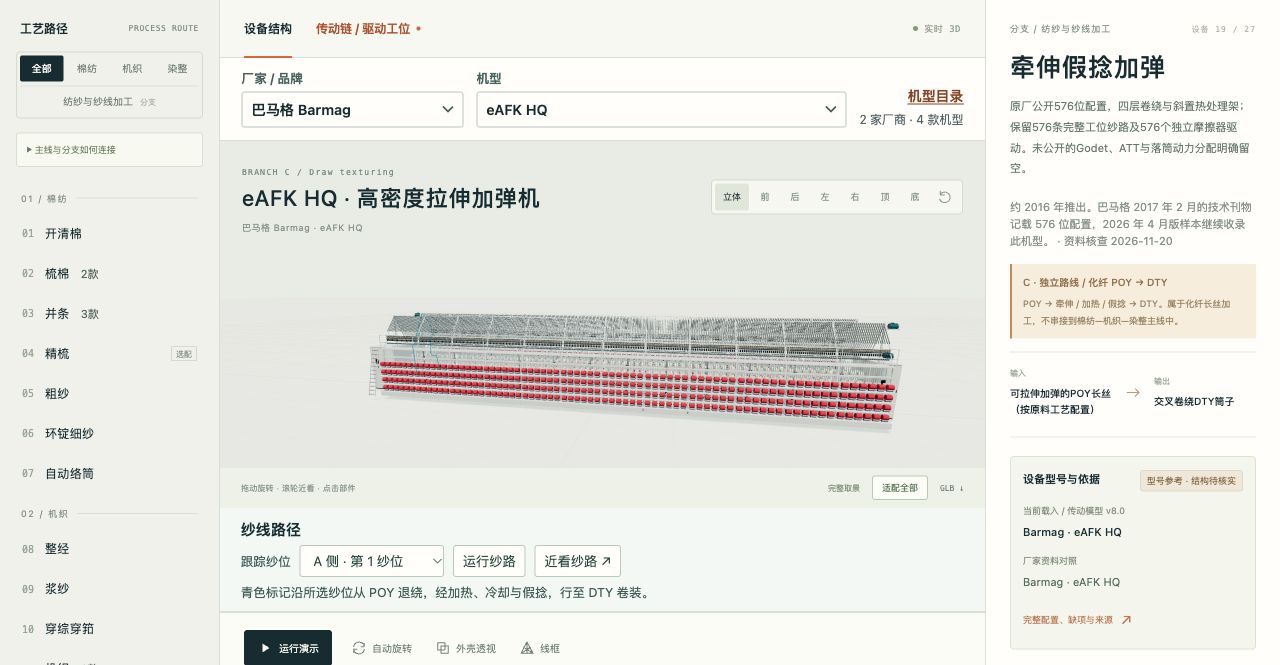 工艺路径
PROCESS ROUTE
全部
棉纺
机织
染整
纺纱与纱线加工 分支
主线与分支如何连接
01 / 棉纺
01 开清棉
02 梳棉 2款
03 并条 3款
04 精梳 选配
05 粗纱
06 环锭细纱
07 自动络筒
02 / 机织
08 整经
09 浆纱
10 穿综穿筘
设备结构
传动链 / 驱动工位
实时 3D
厂家 / 品牌
巴马格 Barmag
机型
eAFK HQ
机型目录
2 家厂商 · 4 款机型
BRANCH C / Draw texturing
eAFK HQ · 高密度拉伸加弹机
巴马格 Barmag · eAFK HQ
立体 前 后 左 右 顶 底
拖动旋转 · 滚轮近看 · 点击部件
完整取景
适配全部
GLB ↓
纱线路径
跟踪纱位
A 侧 · 第 1 纱位
运行纱路
近看纱路 ↗
青色标记沿所选纱位从 POY 退绕，经加热、冷却与假捻，行至 DTY 卷装。
运行演示
自动旋转
外壳透视
线框
分支 / 纺纱与纱线加工
设备 19 / 27
牵伸假捻加弹
原厂公开576位配置，四层卷绕与斜置热处理架；
保留576条完整工位纱路及576个独立摩擦器驱
动。未公开的Godet、ATT与落筒动力分配明确留
空。
约 2016 年推出。巴马格 2017 年 2 月的技术刊物
记载 576 位配置，2026 年 4 月版样本继续收录
此机型。 · 资料核查 2026-11-20
C · 独立路线 / 化纤 POY → DTY
POY → 牵伸 / 加热 / 假捻 → DTY。属于化纤长丝加
工，不串接到棉纺—机织—染整主线中。
输入
可拉伸加弹的POY长丝
（按原料工艺配置）
→
输出
交叉卷绕DTY筒子
设备型号与依据
型号参考 · 结构待核实
当前载入 / 传动模型 v8.0
Barmag · eAFK HQ
厂家资料对照
Barmag · eAFK HQ
完整配置、缺项与来源 ↗